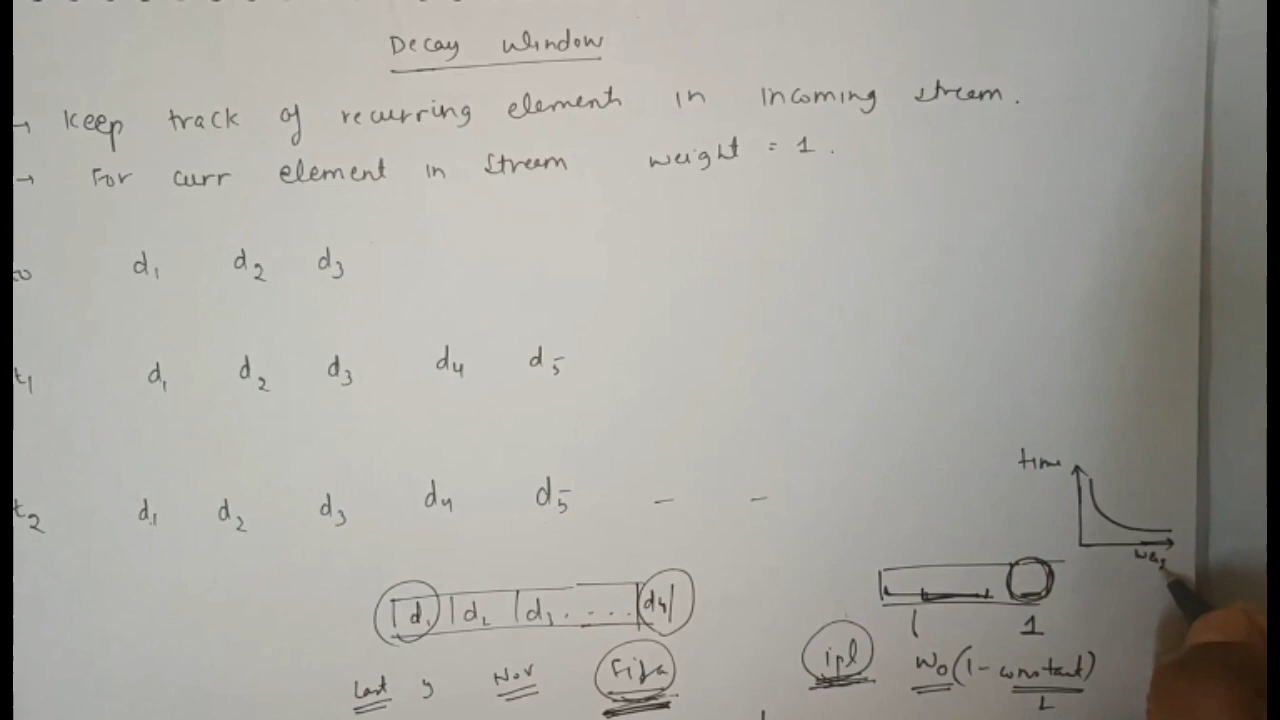 Decay Window
→ Keep track of recurring element in incoming stream.
→ For curr element in stream weight = 1.
t0 d1 d2 d3
t1 d1 d2 d3 d4 d5
t2 d1 d2 d3 d4 d5 — —
time
d1 | d2 | d3 . . . . d4
1 1
Last y Nov Fifa ipl W0 (1 - constant)